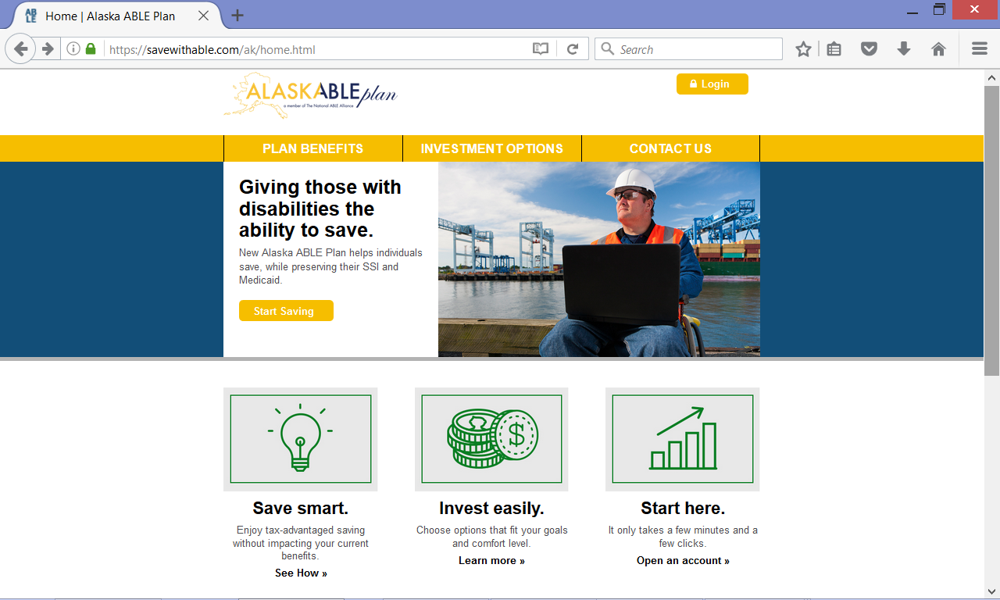 Home | Alaska ABLE Plan
https://savewithable.com/ak/home.html
Search
ALASKABLE plan
a member of The National ABLE Alliance
Login
PLAN BENEFITS
INVESTMENT OPTIONS
CONTACT US
Giving those with
disabilities the
ability to save.
New Alaska ABLE Plan helps individuals
save, while preserving their SSI and
Medicaid.
Start Saving
Save smart.
Enjoy tax-advantaged saving
without impacting your current
benefits.
See How »
Invest easily.
Choose options that fit your goals
and comfort level.
Learn more »
Start here.
It only takes a few minutes and a
few clicks.
Open an account »